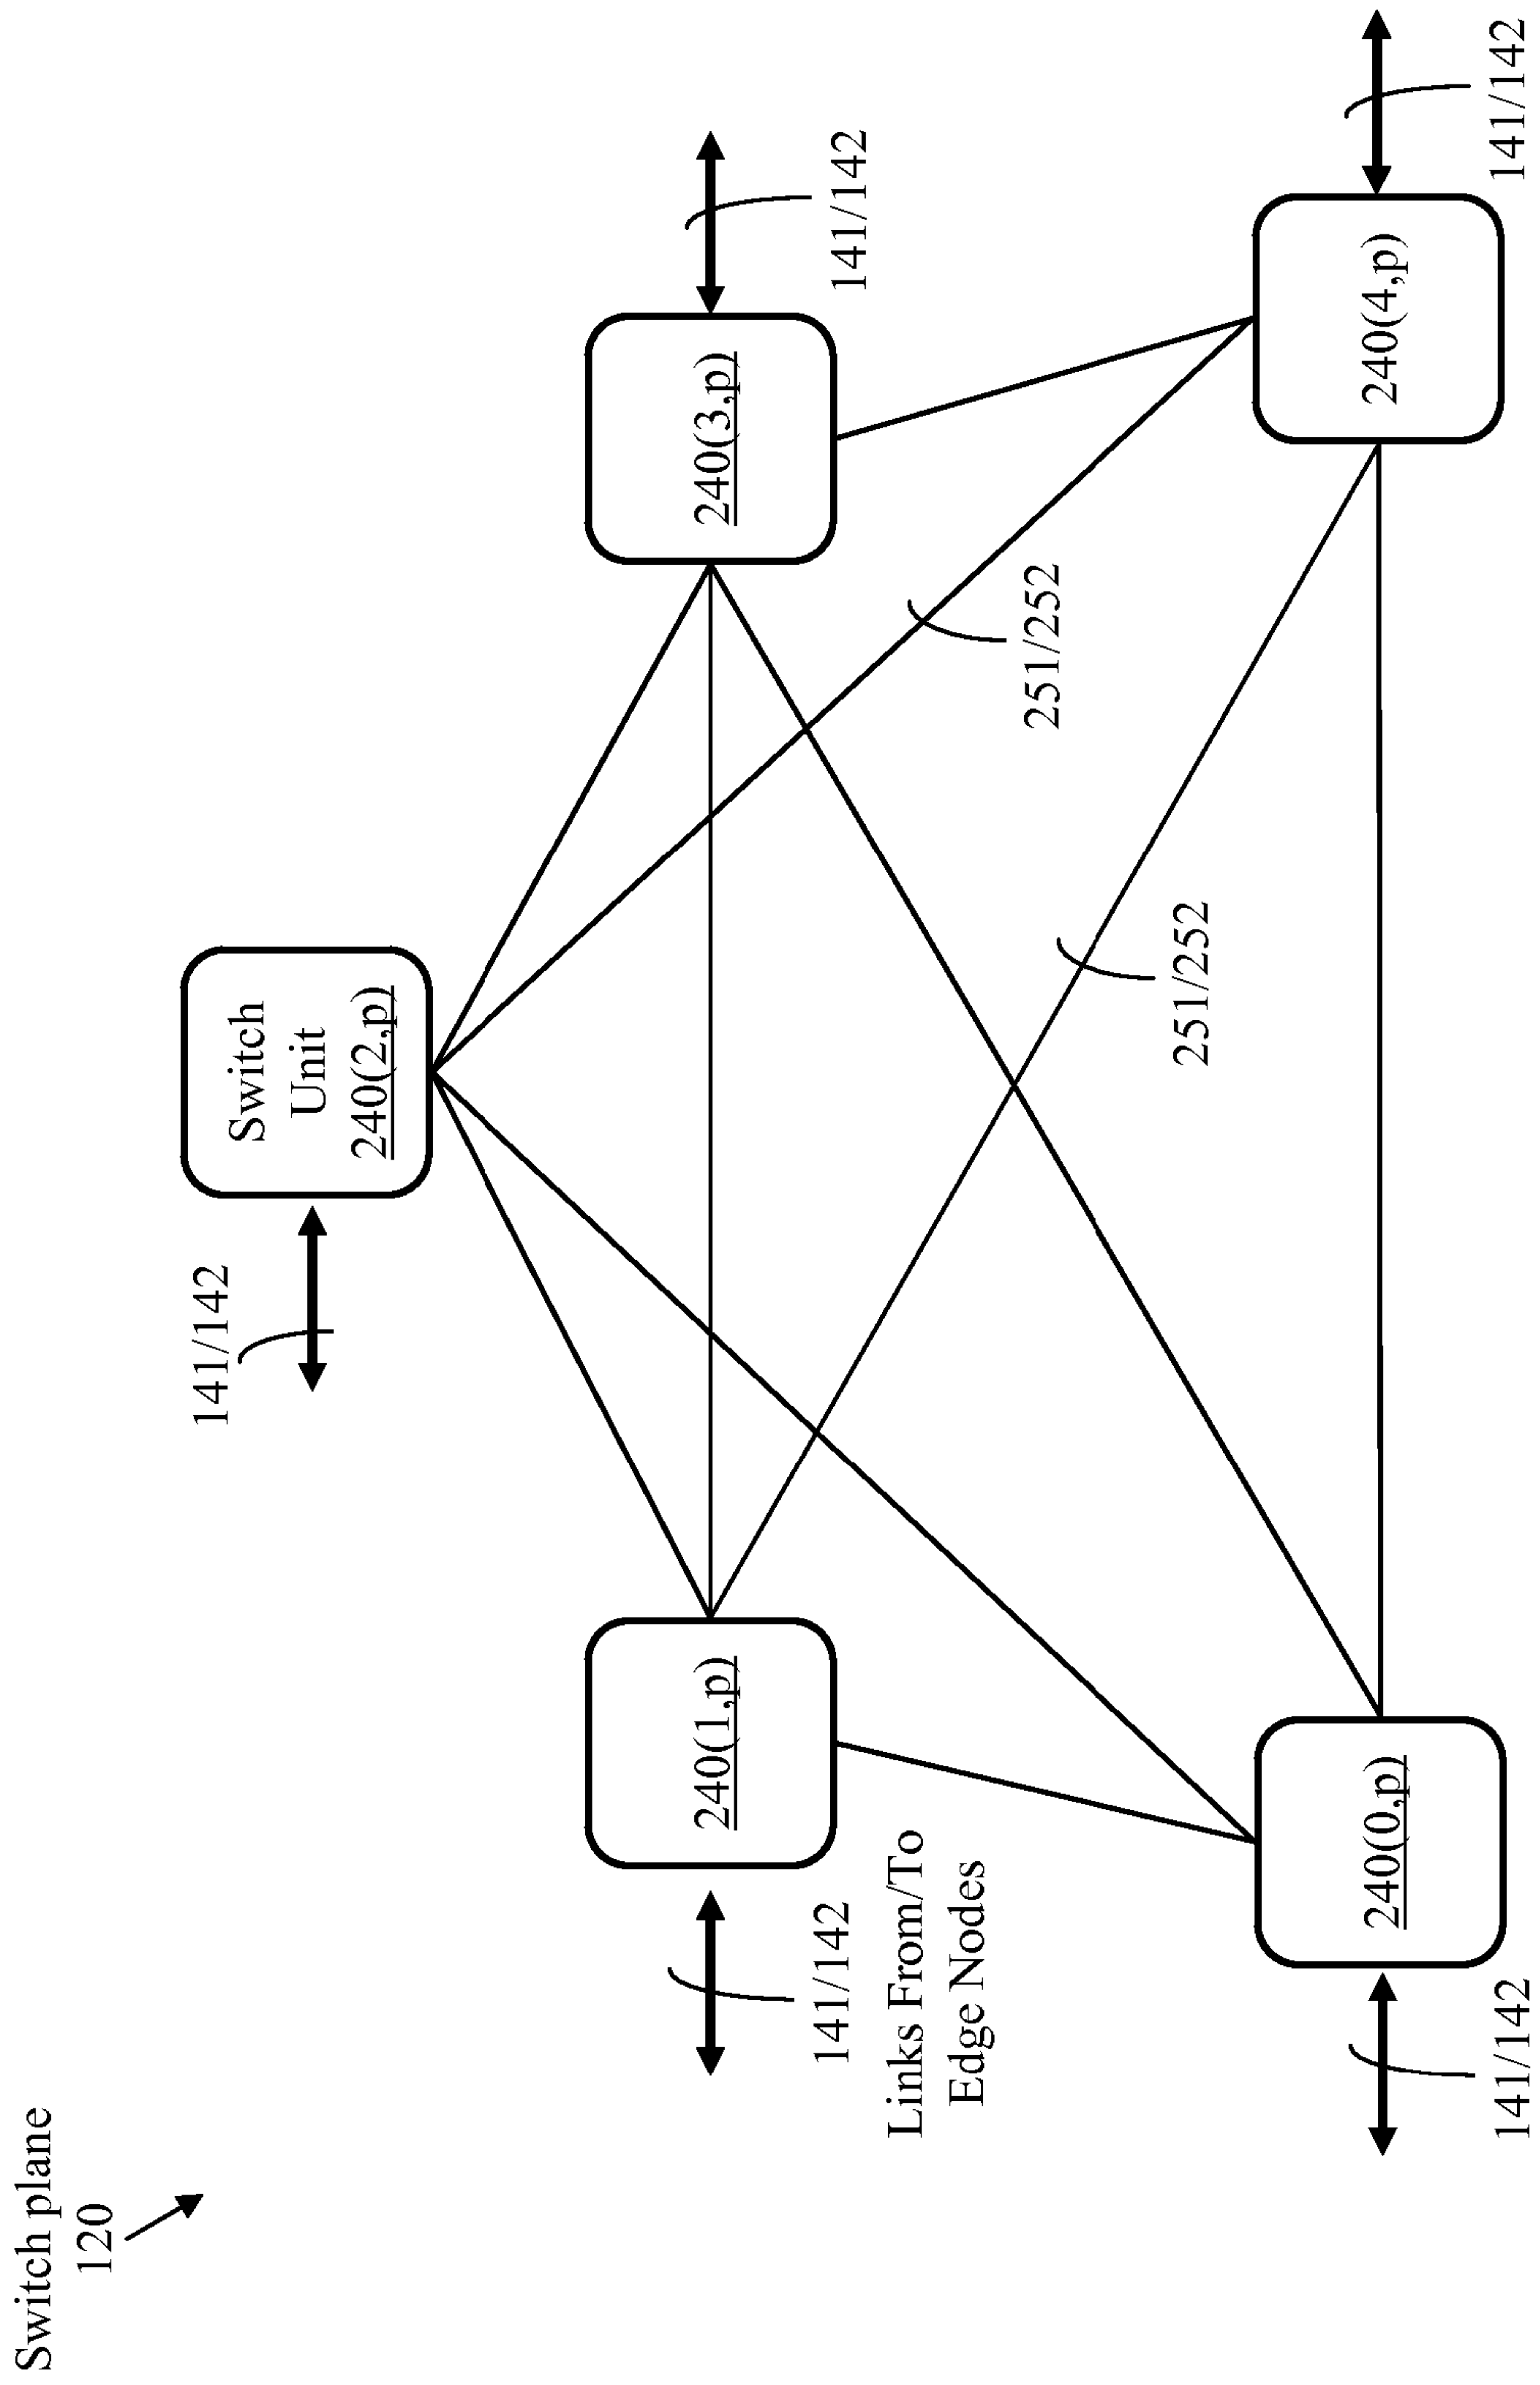 Switch plane
120
141/142
Switch
Unit
240(2,p)
240(1,p)
240(3,p)
141/142
Links From/To
Edge Nodes
141/142
251/252
251/252
240(0,p)
240(4,p)
141/142
141/142